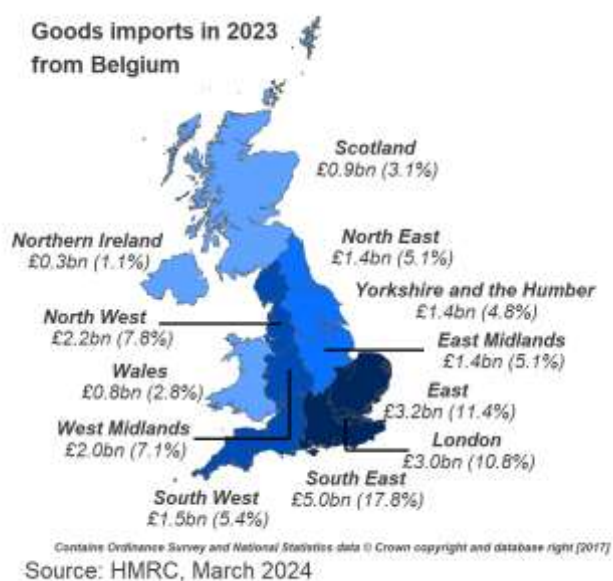 Goods imports in 2023
from Belgium
Scotland
£0.9bn (3.1%)
Northern Ireland
£0.3bn (1.1%)
North East
£1.4bn (5.1%)
Yorkshire and the Humber
£1.4bn (4.8%)
North West
£2.2bn (7.8%)
East Midlands
£1.4bn (5.1%)
Wales
£0.8bn (2.8%)
East
£3.2bn (11.4%)
West Midlands
£2.0bn (7.1%)
London
£3.0bn (10.8%)
South East
£5.0bn (17.8%)
South West
£1.5bn (5.4%)
Contains Ordinance Survey and National Statistics data © Crown copyright and database right [2017]
Source: HMRC, March 2024